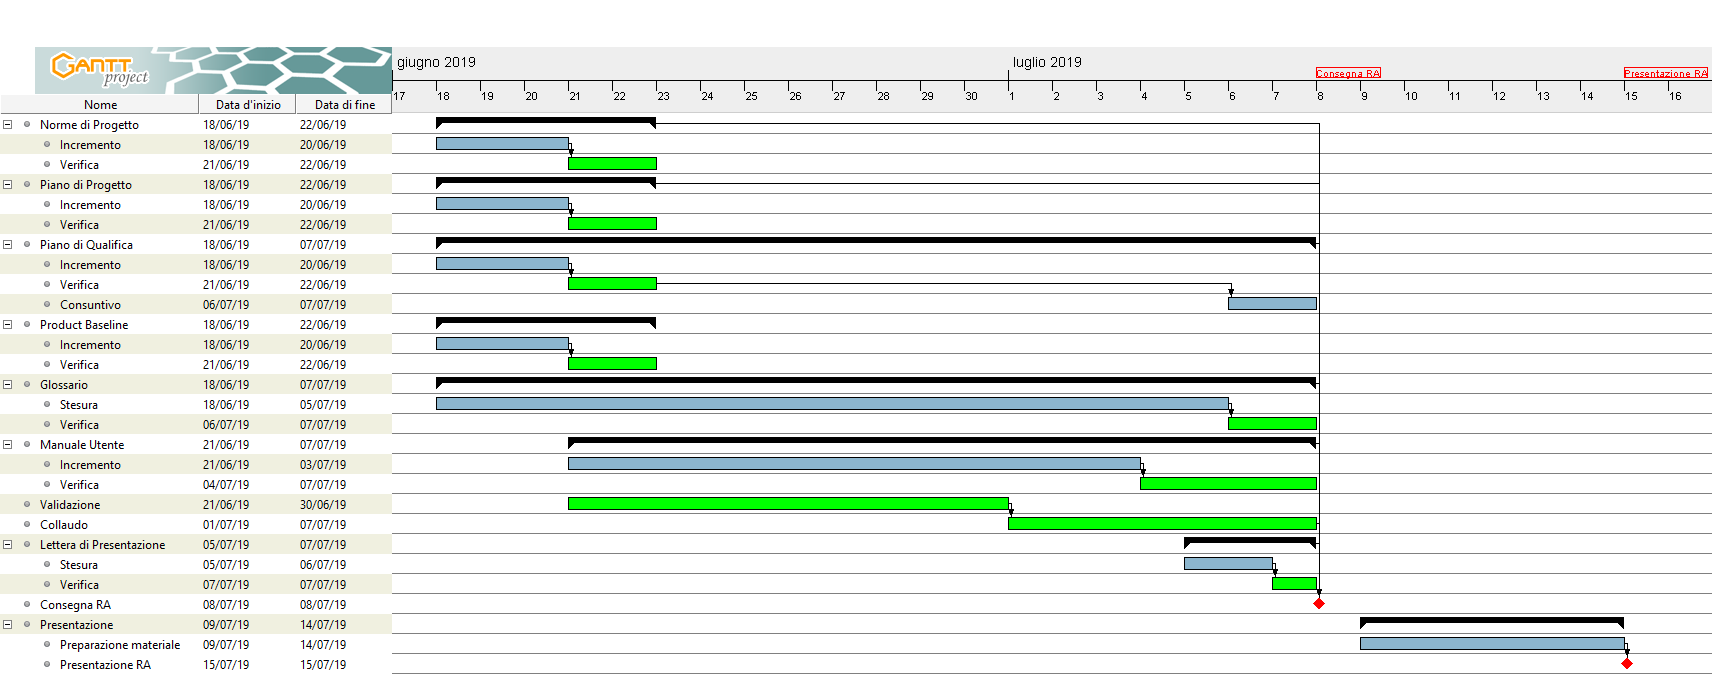 GANTT project
giugno 2019 luglio 2019
Consegna RA Presentazione RA
Nome Data d'inizio Data di fine
17 18 19 20 21 22 23 24 25 26 27 28 29 30 1 2 3 4 5 6 7 8 9 10 11 12 13 14 15 16
Norme di Progetto 18/06/19 22/06/19
Incremento 18/06/19 20/06/19
Verifica 21/06/19 22/06/19
Piano di Progetto 18/06/19 22/06/19
Incremento 18/06/19 20/06/19
Verifica 21/06/19 22/06/19
Piano di Qualifica 18/06/19 07/07/19
Incremento 18/06/19 20/06/19
Verifica 21/06/19 22/06/19
Consuntivo 06/07/19 07/07/19
Product Baseline 18/06/19 22/06/19
Incremento 18/06/19 20/06/19
Verifica 21/06/19 22/06/19
Glossario 18/06/19 07/07/19
Stesura 18/06/19 05/07/19
Verifica 06/07/19 07/07/19
Manuale Utente 21/06/19 07/07/19
Incremento 21/06/19 03/07/19
Verifica 04/07/19 07/07/19
Validazione 21/06/19 30/06/19
Collaudo 01/07/19 07/07/19
Lettera di Presentazione 05/07/19 07/07/19
Stesura 05/07/19 06/07/19
Verifica 07/07/19 07/07/19
Consegna RA 08/07/19 08/07/19
Presentazione 09/07/19 14/07/19
Preparazione materiale 09/07/19 14/07/19
Presentazione RA 15/07/19 15/07/19